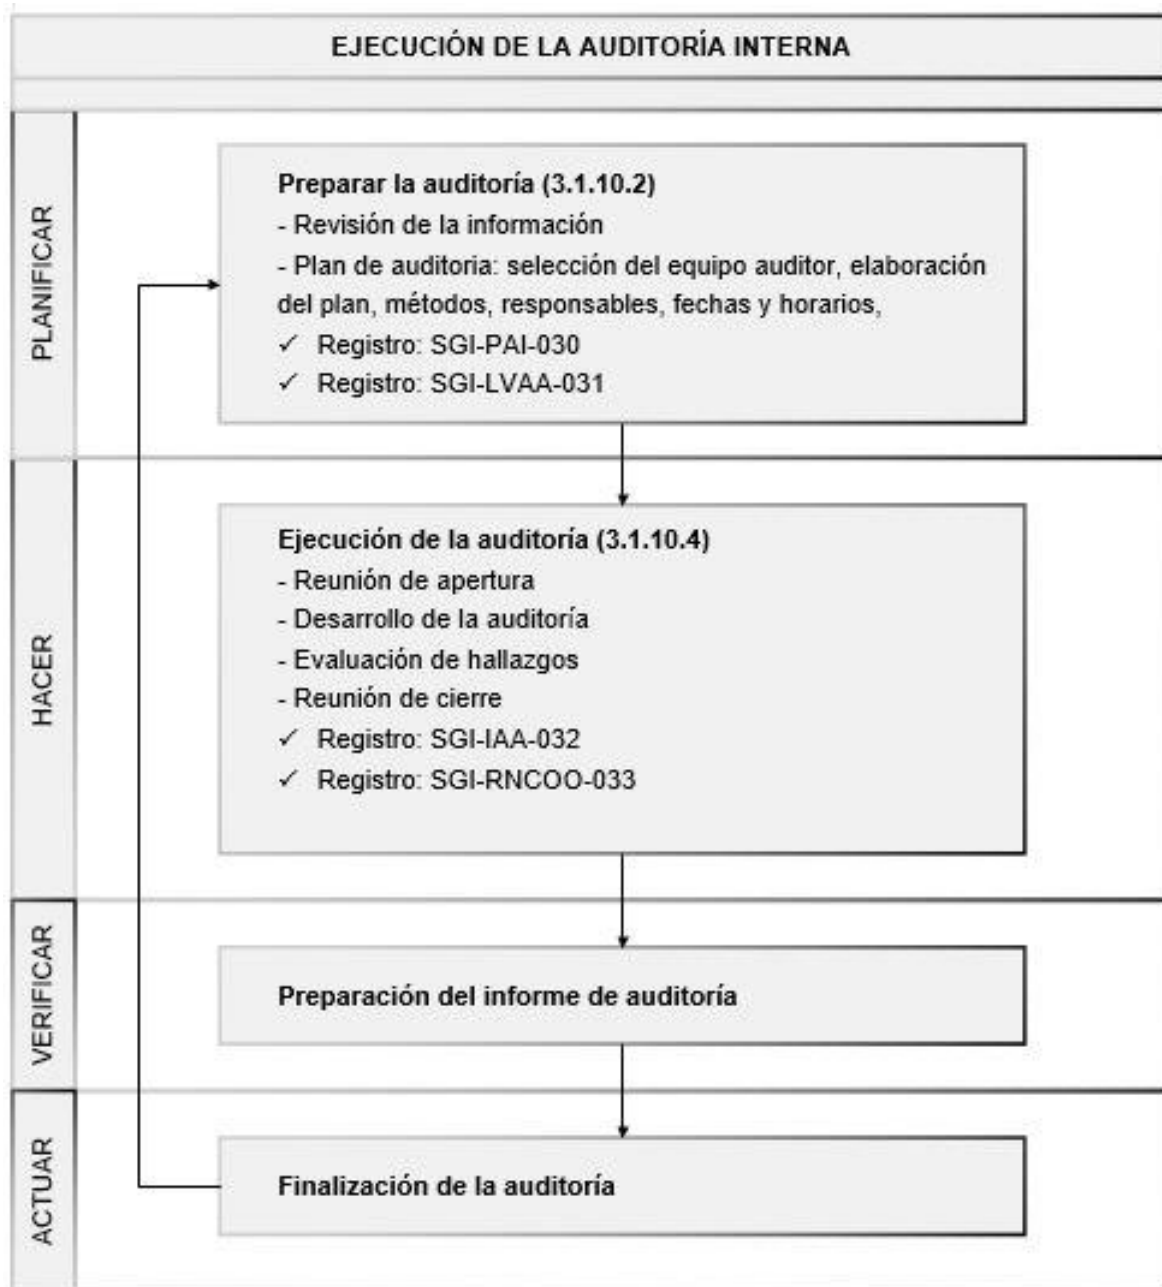 EJECUCIÓN DE LA AUDITORÍA INTERNA
PLANIFICAR
Preparar la auditoría (3.1.10.2)
- Revisión de la información
- Plan de auditoria: selección del equipo auditor, elaboración
del plan, métodos, responsables, fechas y horarios,
✓ Registro: SGI-PAI-030
✓ Registro: SGI-LVAA-031
HACER
Ejecución de la auditoría (3.1.10.4)
- Reunión de apertura
- Desarrollo de la auditoría
- Evaluación de hallazgos
- Reunión de cierre
✓ Registro: SGI-IAA-032
✓ Registro: SGI-RNCOO-033
VERIFICAR
Preparación del informe de auditoría
ACTUAR
Finalización de la auditoría